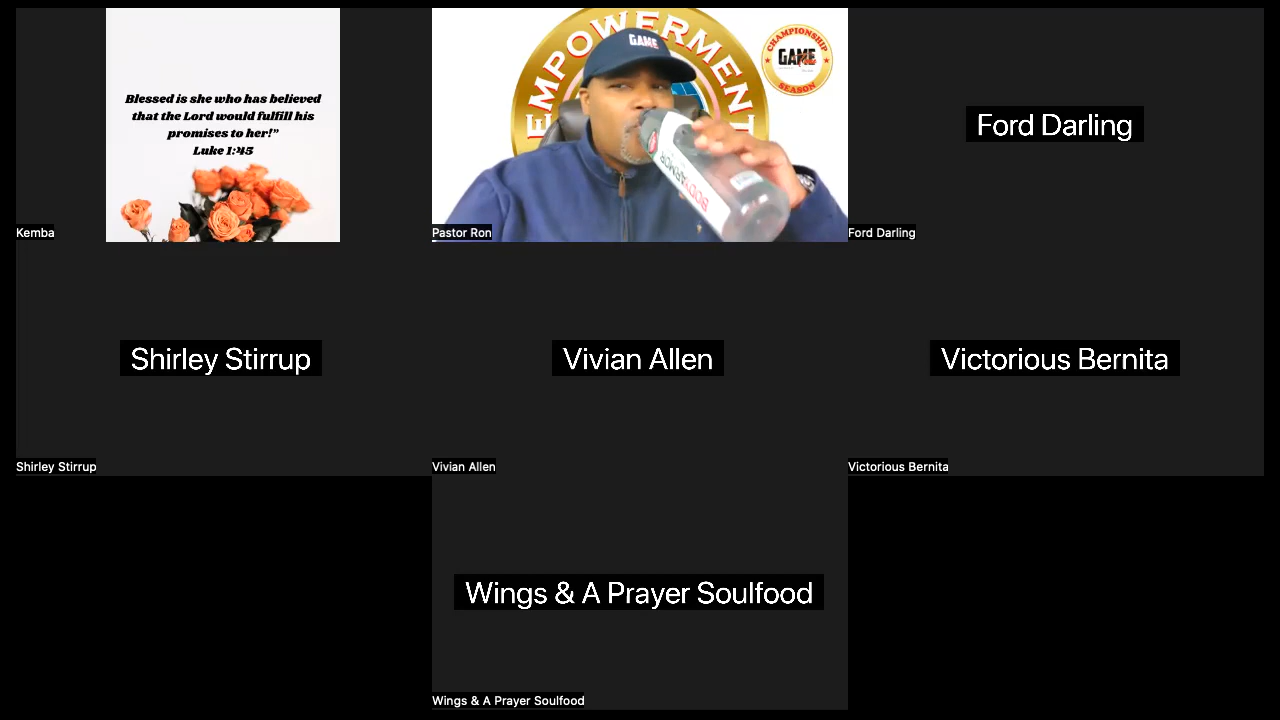 Blessed is she who has believed
that the Lord would fulfill his
promises to her!”
Luke 1:45
Kemba
EMPOWERMENT
GAME
CHAMPIONSHIP
GAME
SEASON
BODYARMOR
Pastor Ron
Ford Darling
Ford Darling
Shirley Stirrup
Shirley Stirrup
Vivian Allen
Vivian Allen
Victorious Bernita
Victorious Bernita
Wings & A Prayer Soulfood
Wings & A Prayer Soulfood